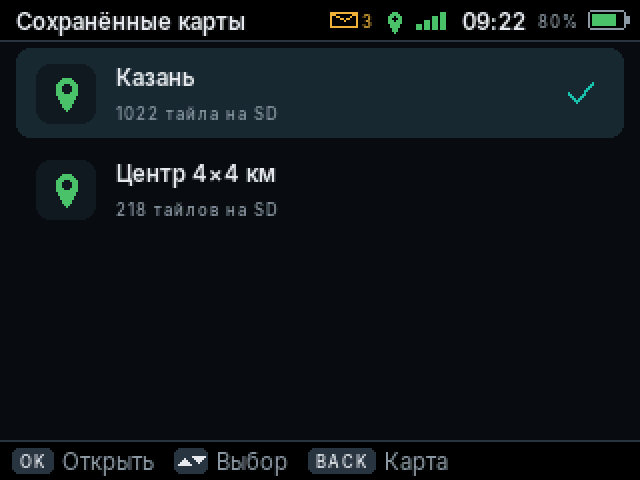 Сохранённые карты 3 09:22 80%
Казань
1022 тайла на SD
Центр 4×4 км
218 тайлов на SD
OK Открыть Выбор BACK Карта